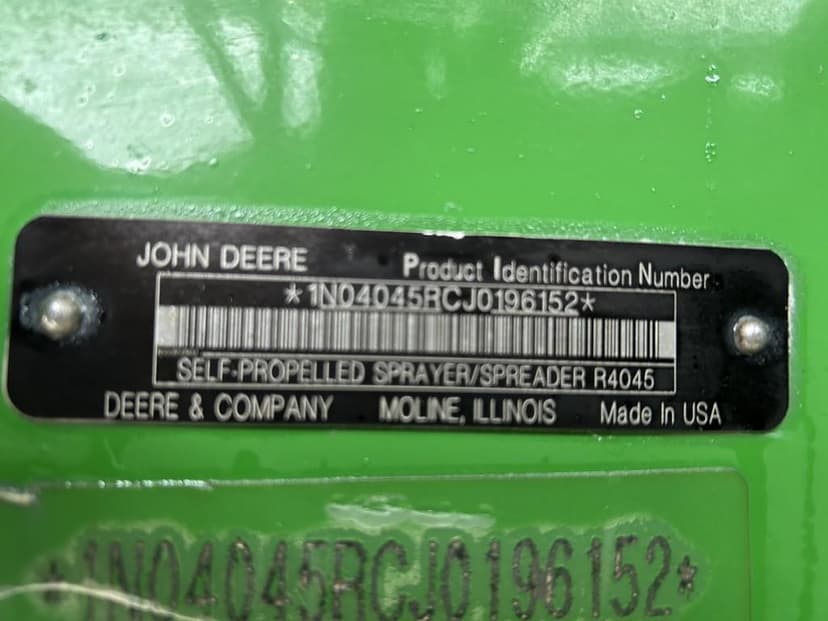 JOHN DEERE
Product Identification Number
*1N04045RCJ0196152*
SELF-PROPELLED SPRAYER/SPREADER R4045
DEERE & COMPANY MOLINE, ILLINOIS Made In USA
*1N04045RCJ0196152*